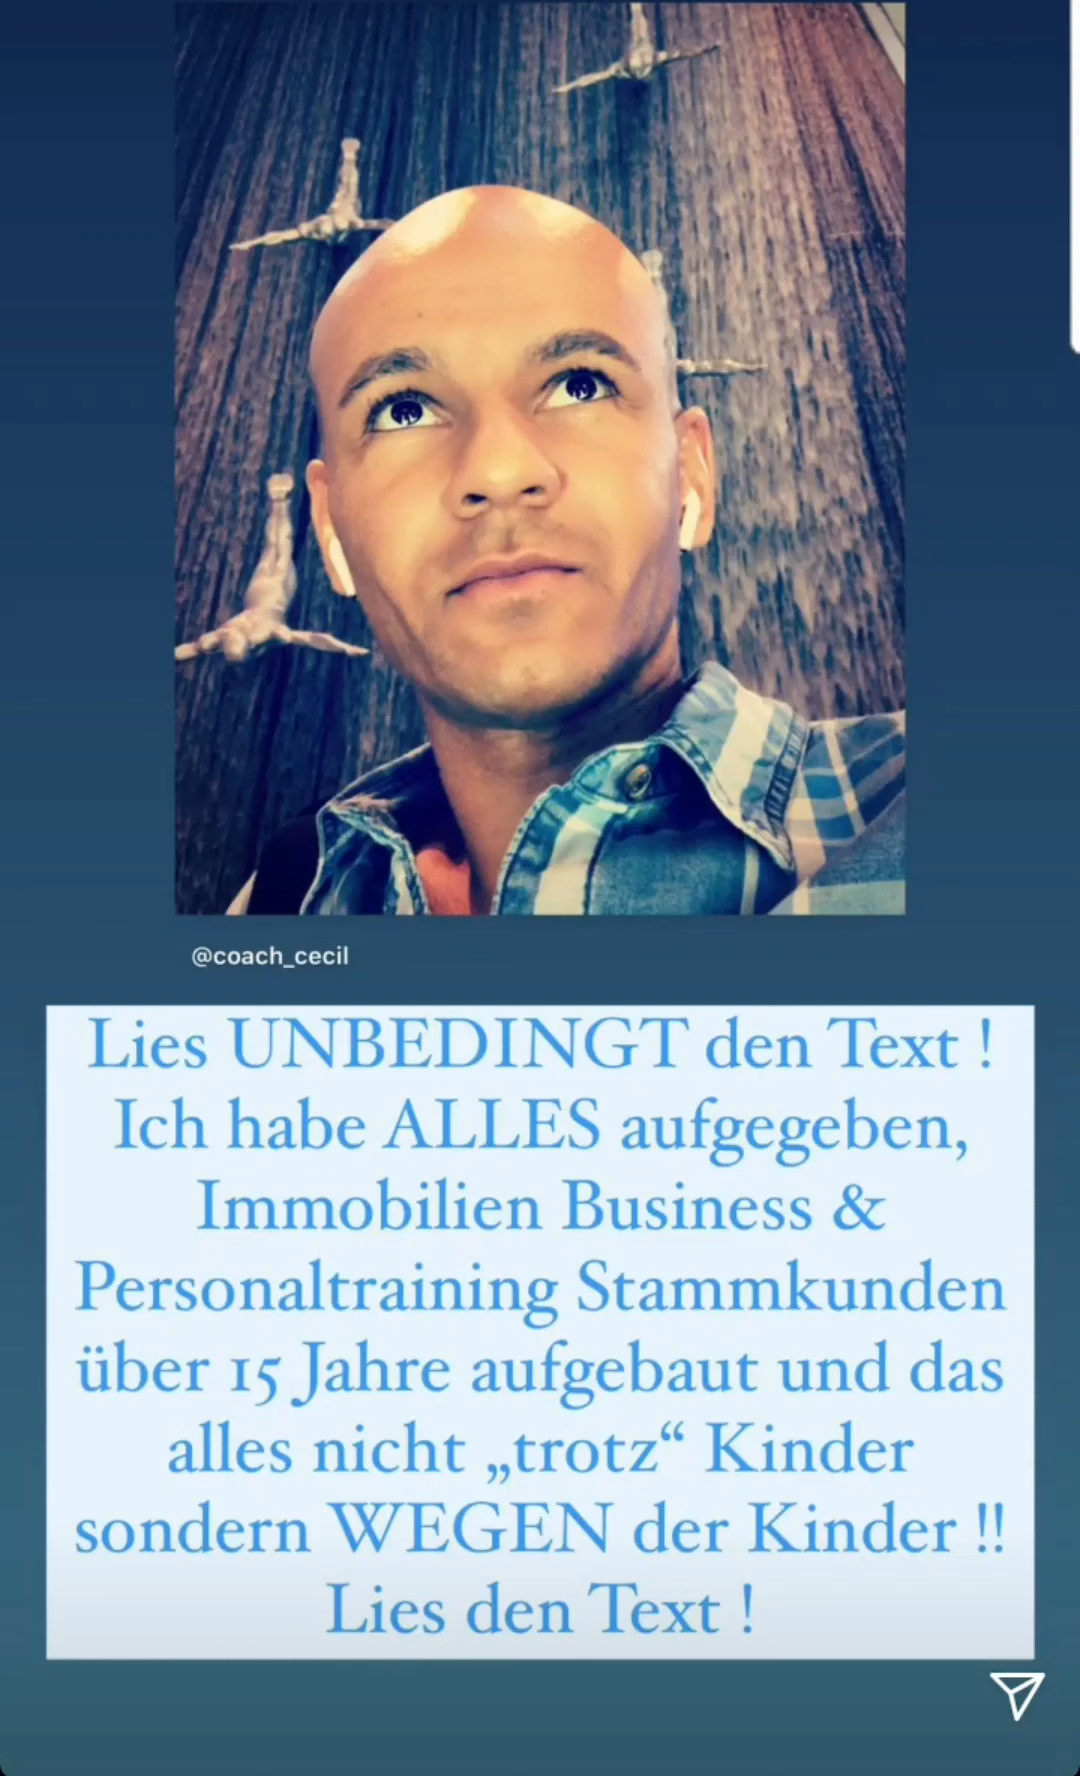 @coach_cecil
Lies UNBEDINGT den Text !
Ich habe ALLES aufgegeben,
Immobilien Business &
Personaltraining Stammkunden
über 15 Jahre aufgebaut und das
alles nicht „trotz“ Kinder
sondern WEGEN der Kinder !!
Lies den Text !